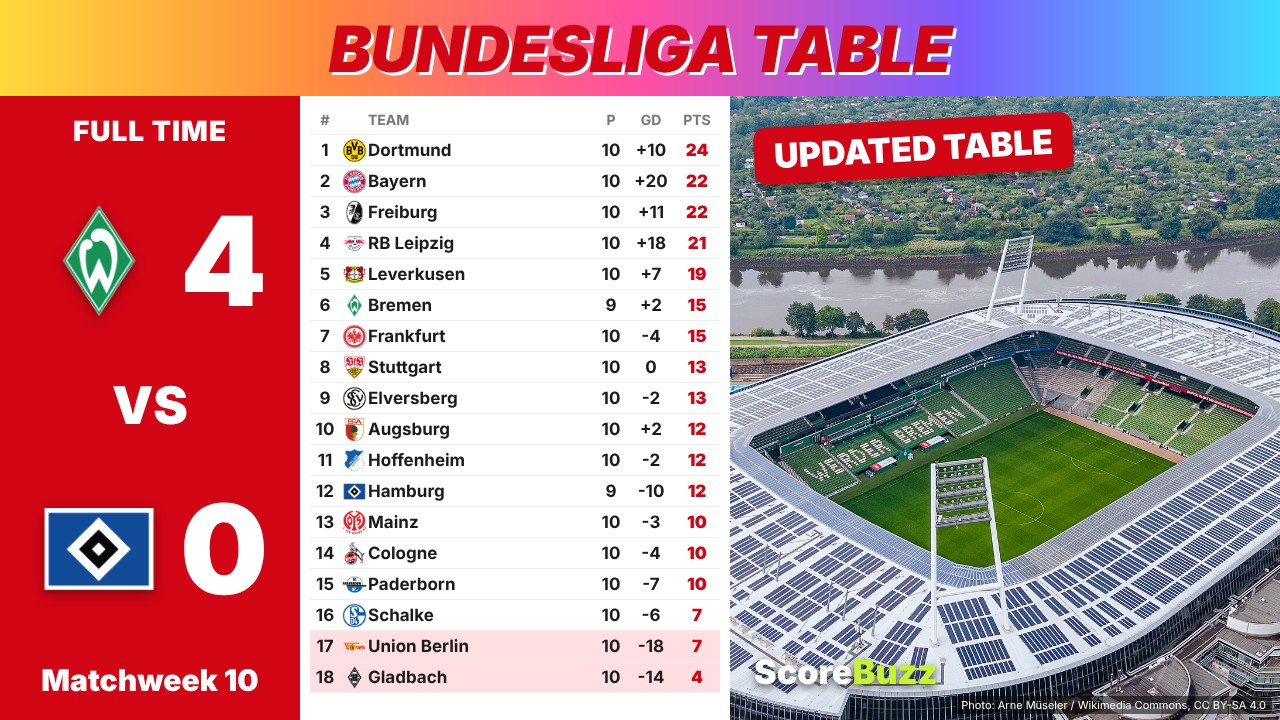 BUNDESLIGA TABLE
FULL TIME
4
VS
0
Matchweek 10
# TEAM P GD PTS
1 Dortmund 10 +10 24
2 Bayern 10 +20 22
3 Freiburg 10 +11 22
4 RB Leipzig 10 +18 21
5 Leverkusen 10 +7 19
6 Bremen 9 +2 15
7 Frankfurt 10 -4 15
8 Stuttgart 10 0 13
9 Elversberg 10 -2 13
10 Augsburg 10 +2 12
11 Hoffenheim 10 -2 12
12 Hamburg 9 -10 12
13 Mainz 10 -3 10
14 Cologne 10 -4 10
15 Paderborn 10 -7 10
16 Schalke 10 -6 7
17 Union Berlin 10 -18 7
18 Gladbach 10 -14 4
UPDATED TABLE
WERDER BREMEN
ScoreBuzz
Photo: Arne Müseler / Wikimedia Commons, CC BY-SA 4.0